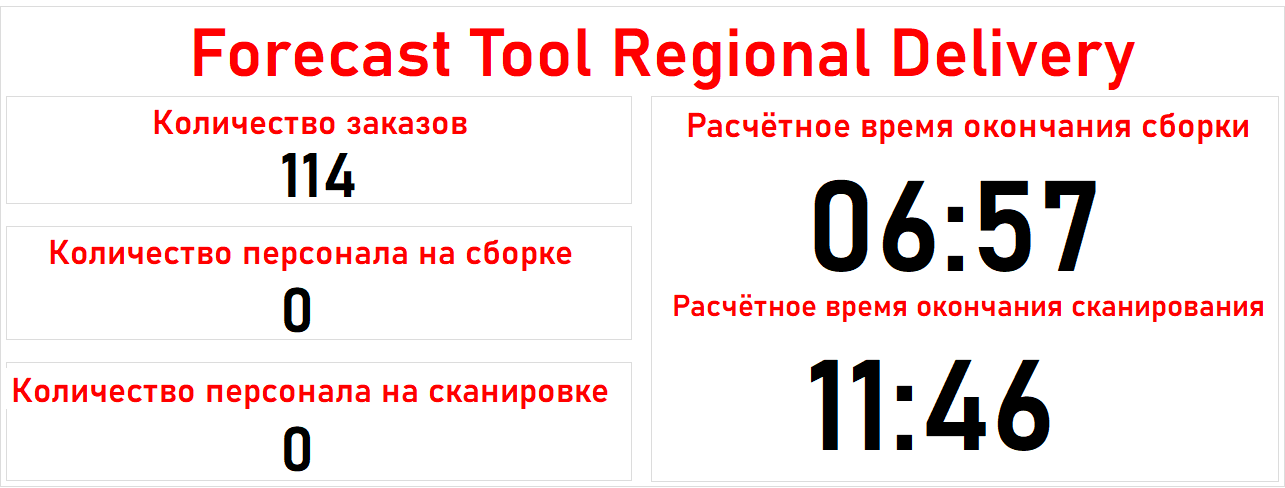 Forecast Tool Regional Delivery
Количество заказов
114
Количество персонала на сборке
0
Количество персонала на сканировке
0
Расчётное время окончания сборки
06:57
Расчётное время окончания сканирования
11:46